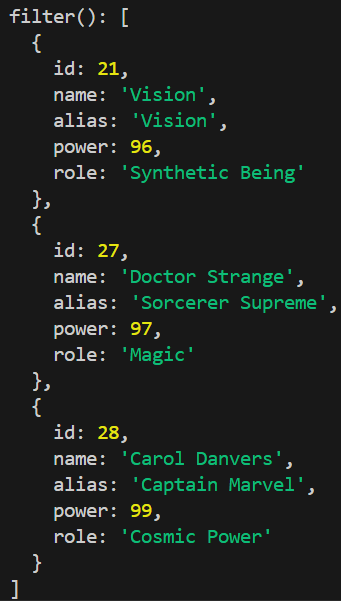 filter(): [
  {
    id: 21,
    name: 'Vision',
    alias: 'Vision',
    power: 96,
    role: 'Synthetic Being'
  },
  {
    id: 27,
    name: 'Doctor Strange',
    alias: 'Sorcerer Supreme',
    power: 97,
    role: 'Magic'
  },
  {
    id: 28,
    name: 'Carol Danvers',
    alias: 'Captain Marvel',
    power: 99,
    role: 'Cosmic Power'
  }
]